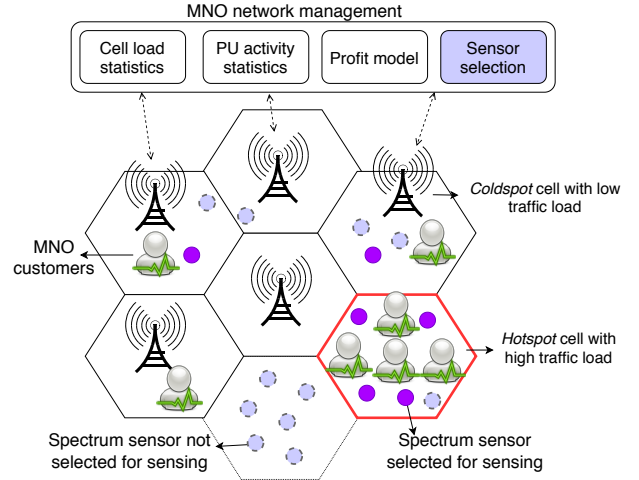 MNO network management
Cell load
statistics
PU activity
statistics
Profit model
Sensor
selection
Coldspot cell with low
traffic load
MNO
customers
Hotspot cell with
high traffic load
Spectrum sensor not
selected for sensing
Spectrum sensor
selected for sensing